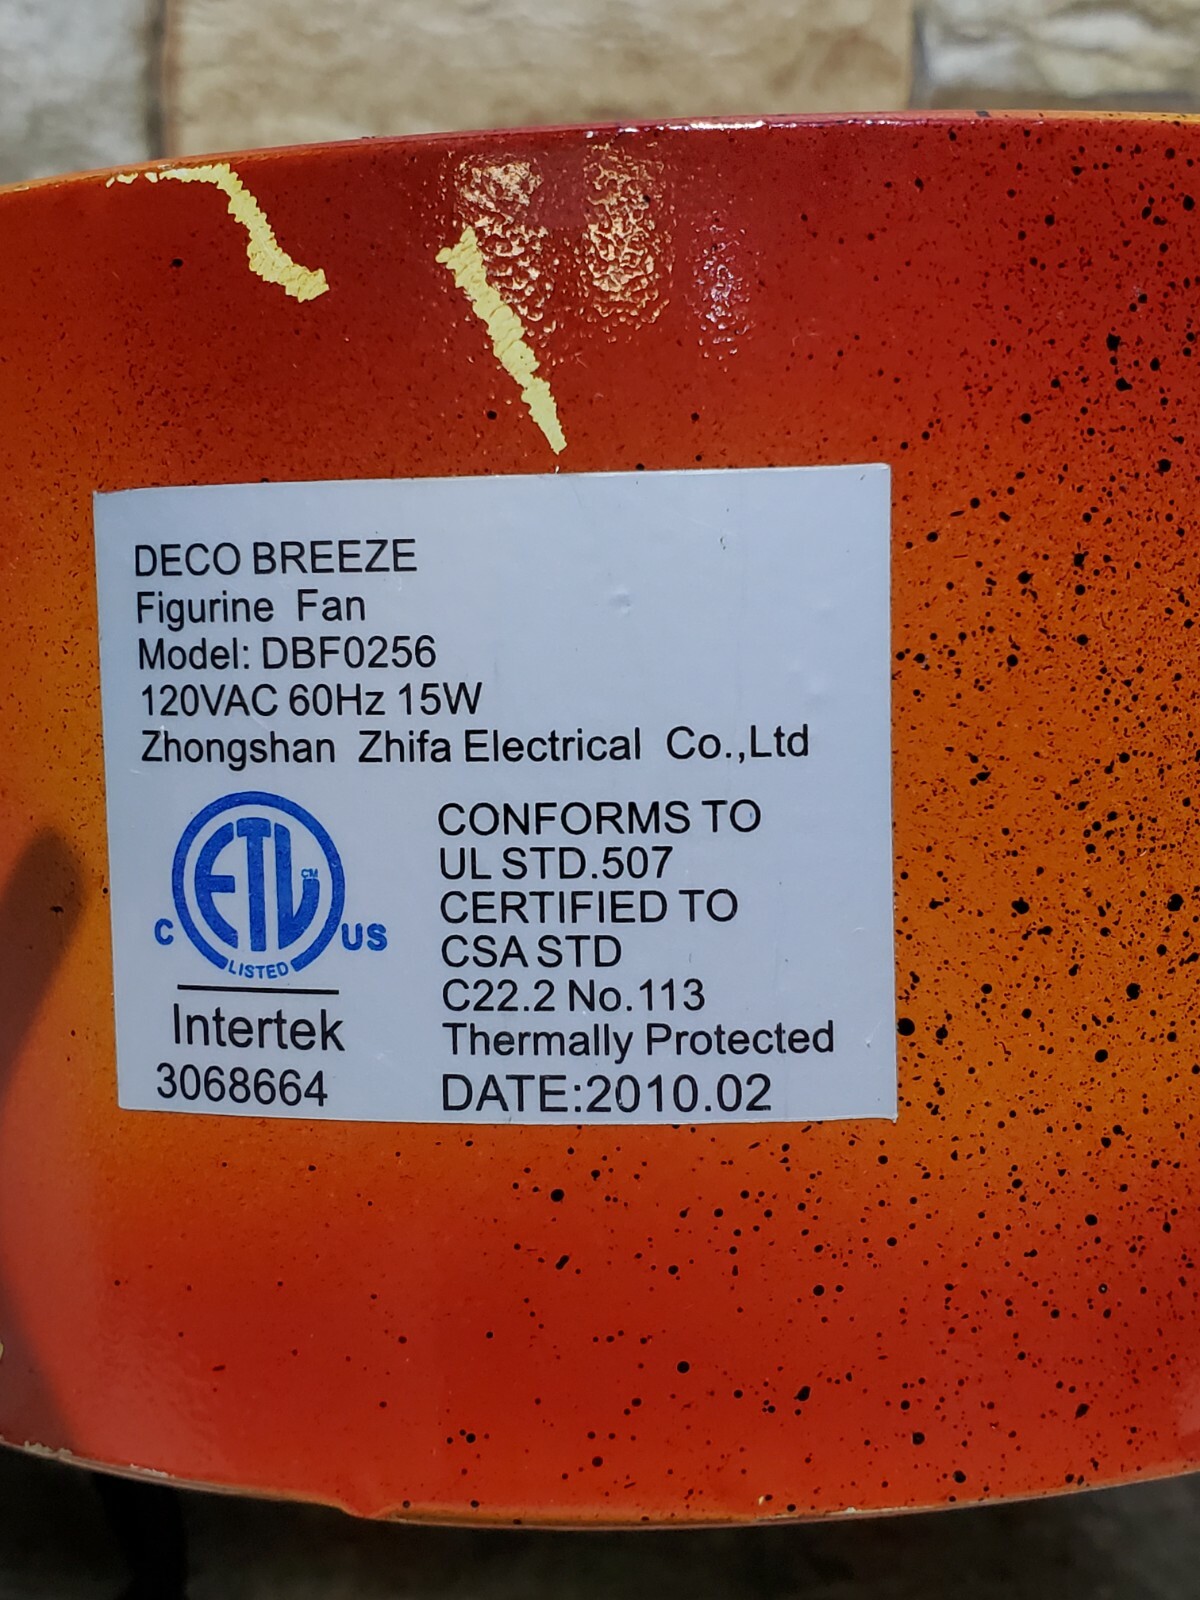 DECO BREEZE
Figurine Fan
Model: DBF0256
120VAC 60Hz 15W
Zhongshan Zhifa Electrical Co.,Ltd
ETL CM
C US
LISTED
Intertek
3068664
CONFORMS TO
UL STD.507
CERTIFIED TO
CSA STD
C22.2 No.113
Thermally Protected
DATE:2010.02